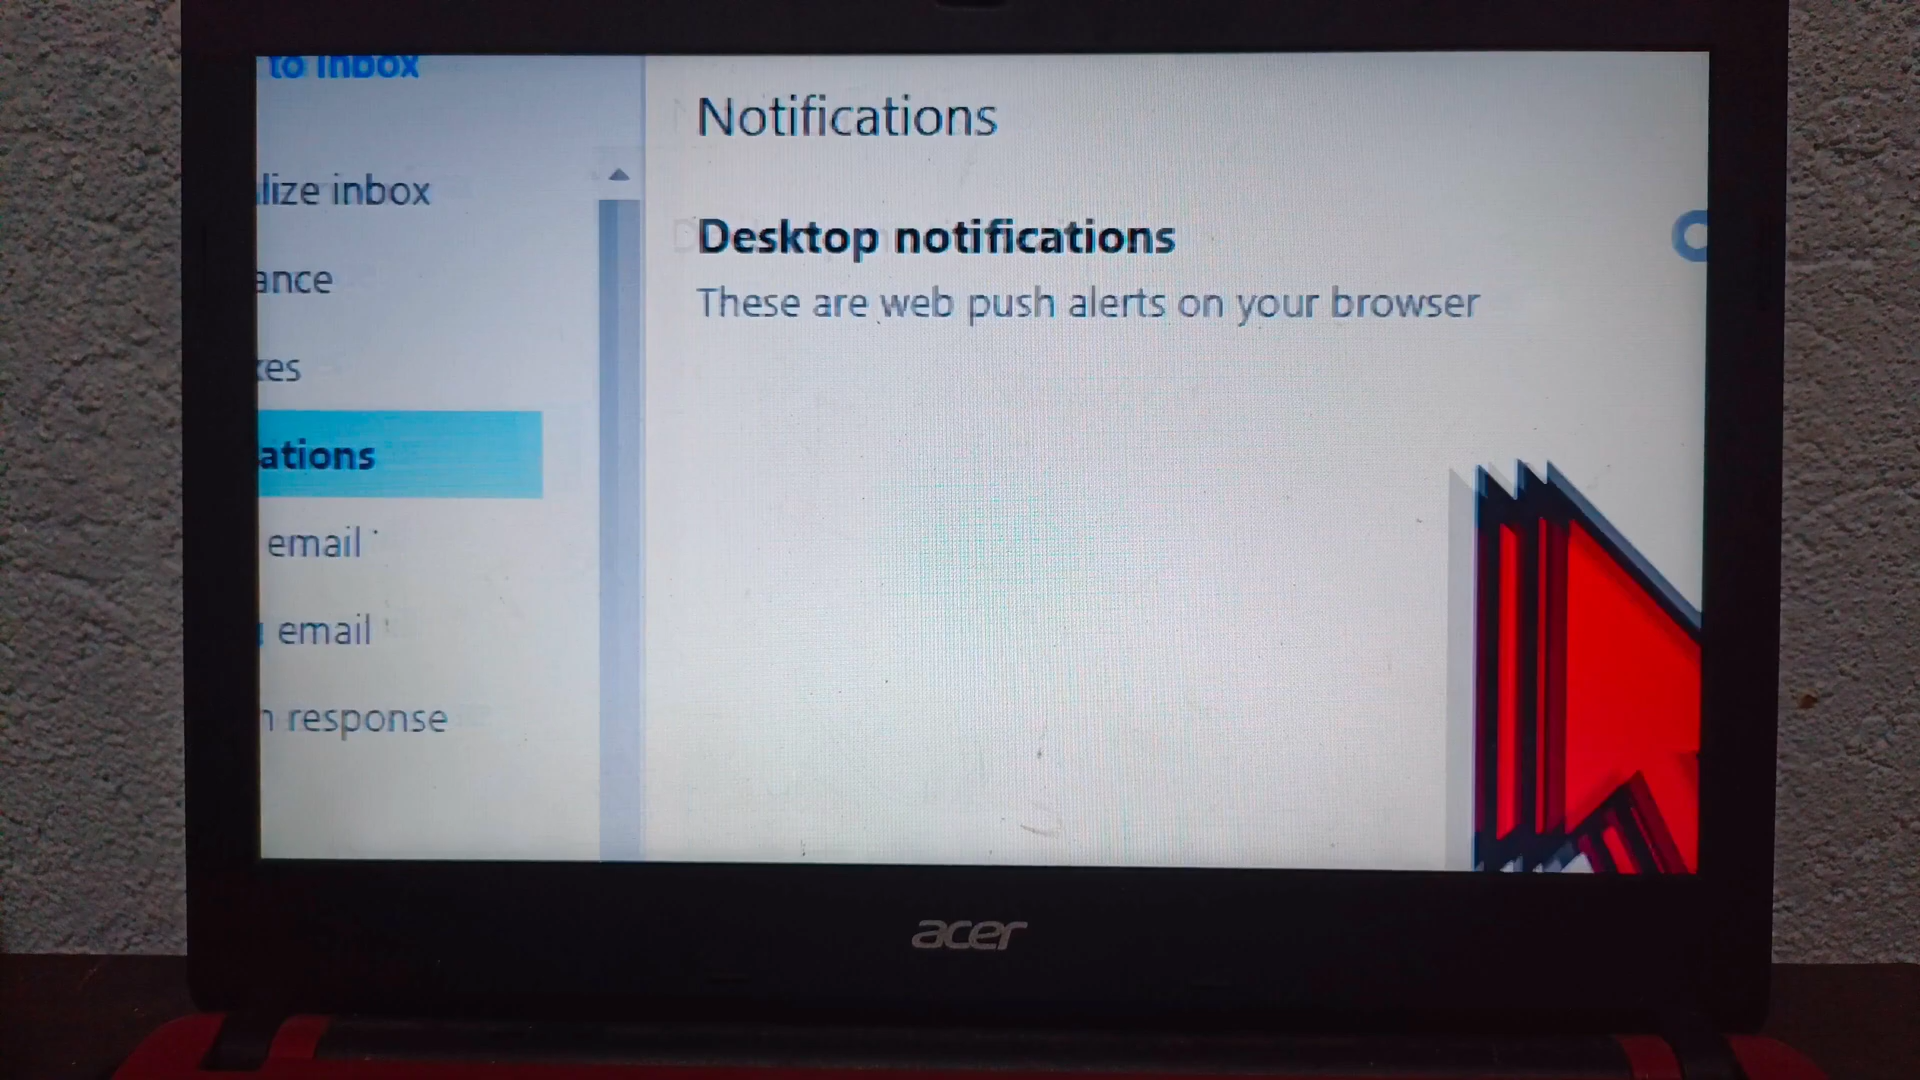 to Inbox
lize inbox
ance
kes
ations
email
email
n response
Notifications
Desktop notifications
These are web push alerts on your browser
acer